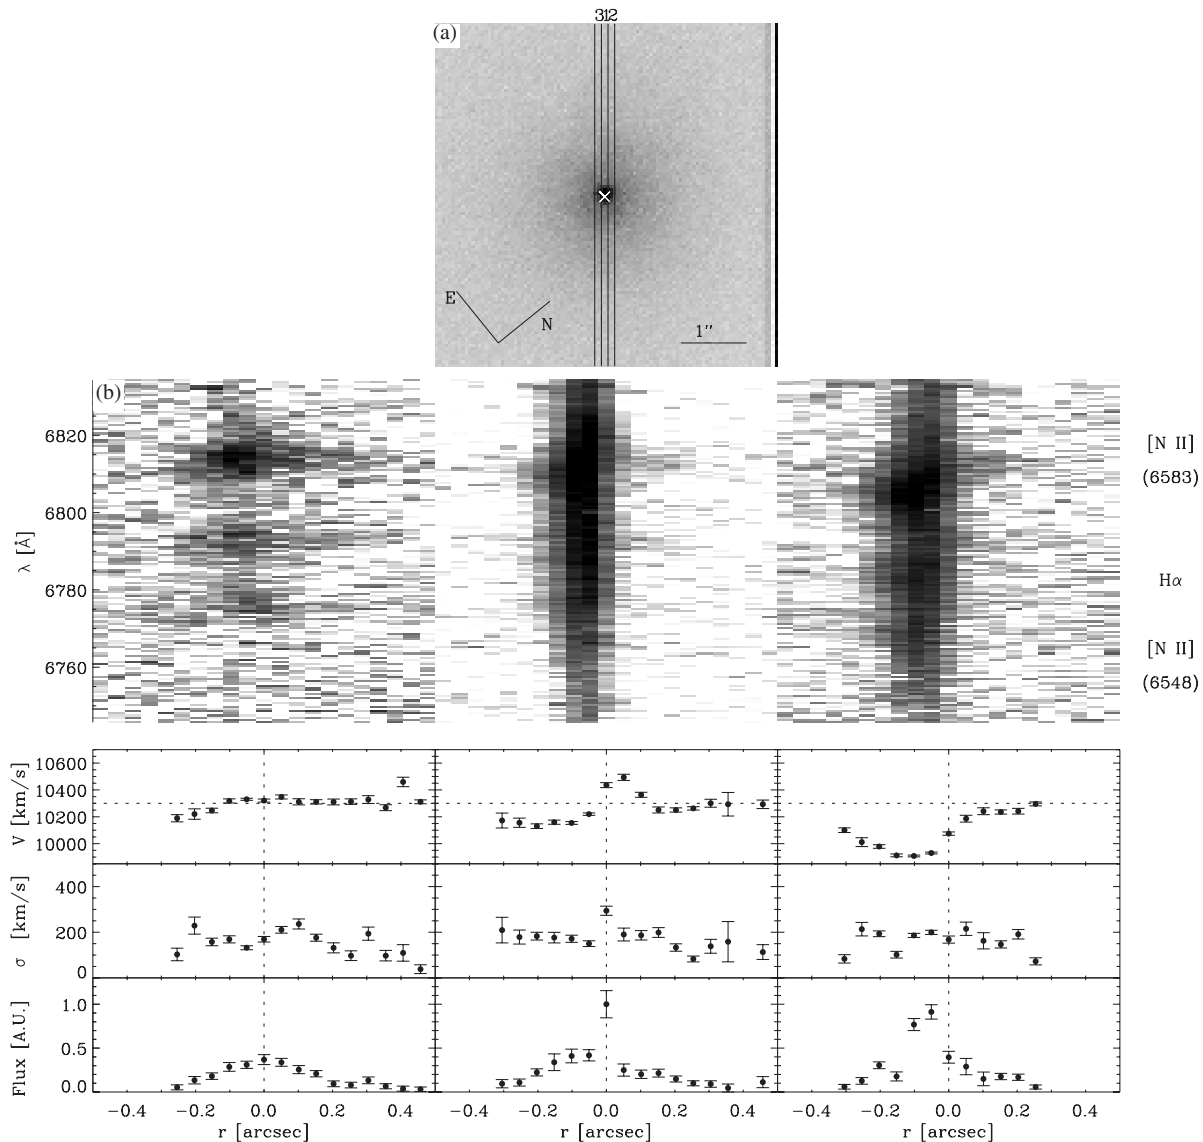 312
(a)
E
N
1″
(b)
6820
6800
6780
6760
λ [Å]
[N II]
(6583)
Hα
[N II]
(6548)
10600
10400
10200
10000
V [km/s]
400
200
0
σ [km/s]
1.0
0.5
0.0
Flux [A.U.]
−0.4 −0.2 0.0 0.2 0.4
−0.4 −0.2 0.0 0.2 0.4
−0.4 −0.2 0.0 0.2 0.4
r [arcsec]
r [arcsec]
r [arcsec]